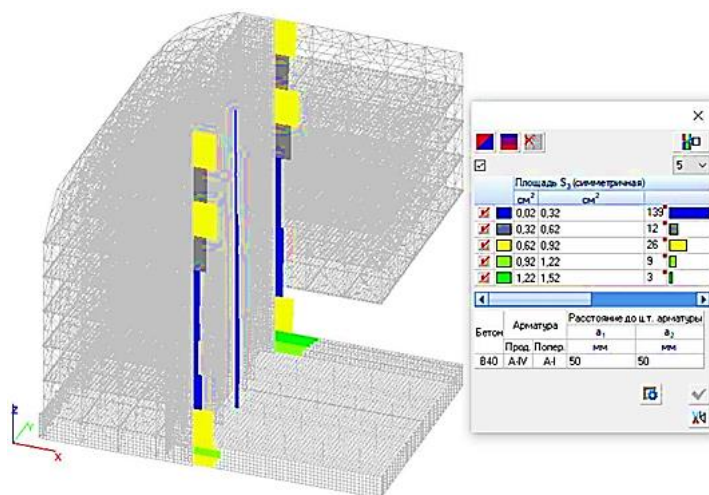 Z
Y
X
5
Площадь S₃ (симметричная)
см² см²
0,02 0,32 139
0,32 0,62 12
0,62 0,92 26
0,92 1,22 9
1,22 1,52 3
Бетон Арматура Расстояние до ц.т. арматуры
Прод. Попер. a₁ a₂
мм мм
B40 A-IV A-I 50 50